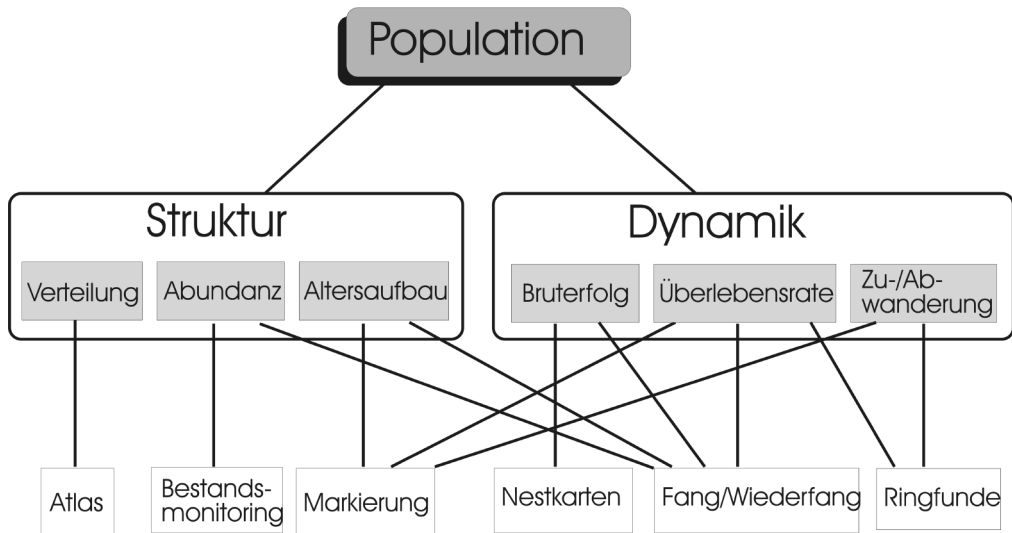 Population
Struktur
Dynamik
Verteilung
Abundanz
Altersaufbau
Bruterfolg
Überlebensrate
Zu-/Ab-
wanderung
Atlas
Bestands-
monitoring
Markierung
Nestkarten
Fang/Wiederfang
Ringfunde